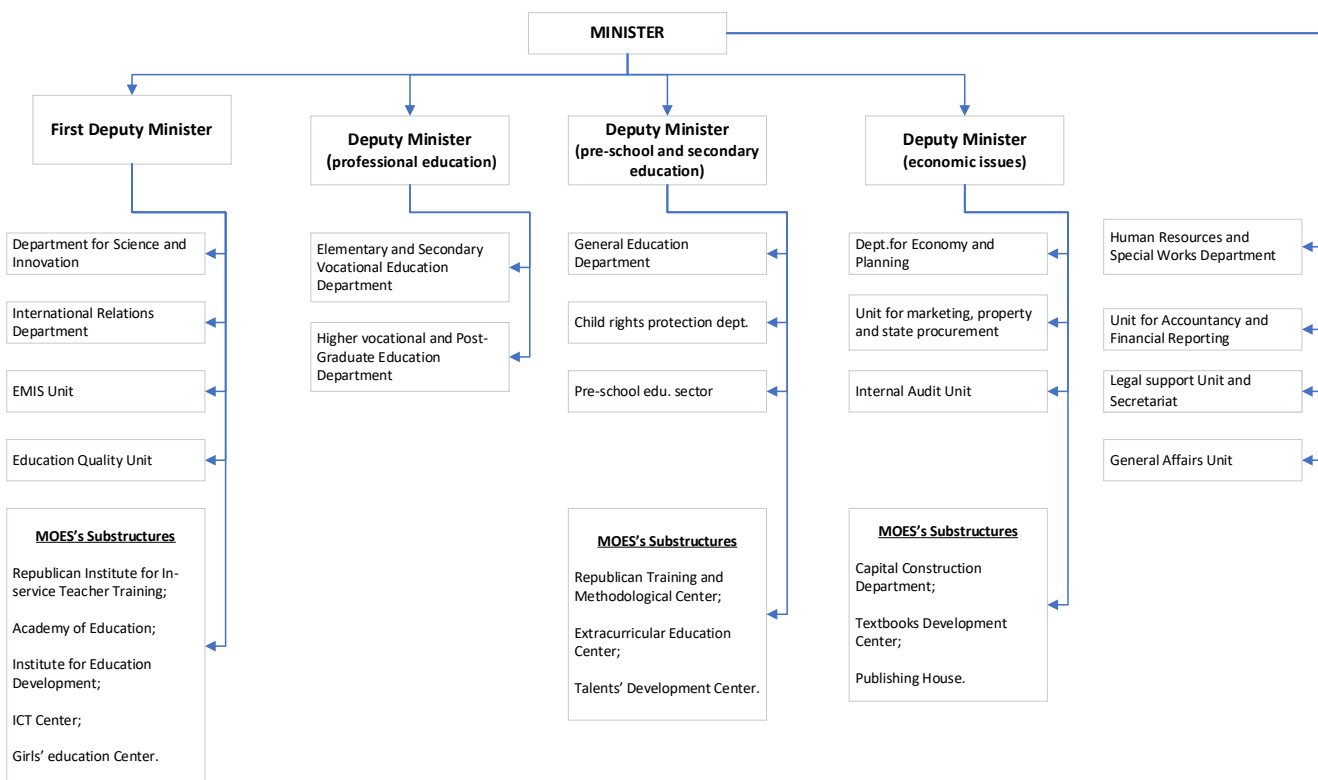 MINISTER
First Deputy Minister
Deputy Minister
(professional education)
Deputy Minister
(pre-school and secondary
education)
Deputy Minister
(economic issues)
Department for Science and
Innovation
International Relations
Department
EMIS Unit
Education Quality Unit
MOES's Substructures
Republican Institute for In-
service Teacher Training;
Academy of Education;
Institute for Education
Development;
ICT Center;
Girls' education Center.
Elementary and Secondary
Vocational Education
Department
Higher vocational and Post-
Graduate Education
Department
General Education
Department
Child rights protection dept.
Pre-school edu. sector
MOES's Substructures
Republican Training and
Methodological Center;
Extracurricular Education
Center;
Talents' Development Center.
Dept.for Economy and
Planning
Unit for marketing, property
and state procurement
Internal Audit Unit
MOES's Substructures
Capital Construction
Department;
Textbooks Development
Center;
Publishing House.
Human Resources and
Special Works Department
Unit for Accountancy and
Financial Reporting
Legal support Unit and
Secretariat
General Affairs Unit